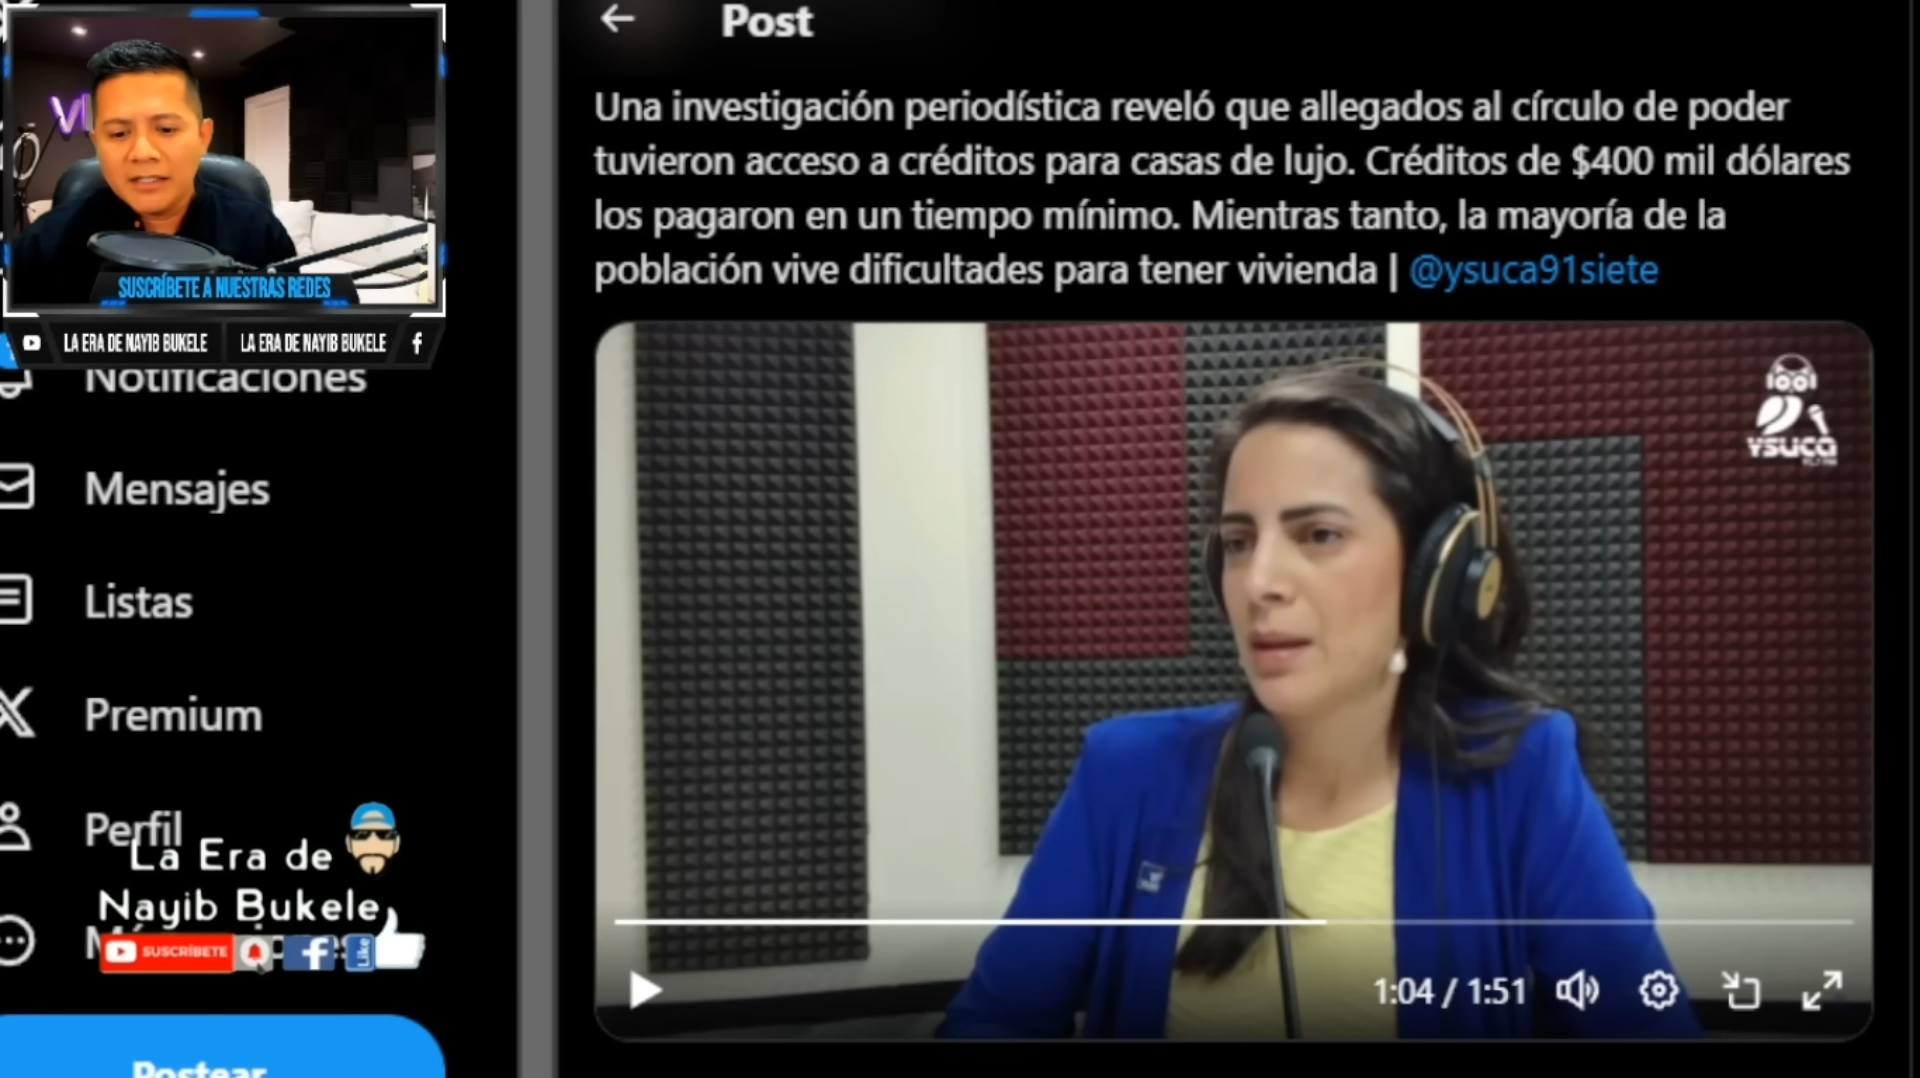 Post
Una investigación periodística reveló que allegados al círculo de poder
tuvieron acceso a créditos para casas de lujo. Créditos de $400 mil dólares
los pagaron en un tiempo mínimo. Mientras tanto, la mayoría de la
población vive dificultades para tener vivienda | @ysuca91siete
SUSCRÍBETE A NUESTRAS REDES
LA ERA DE NAYIB BUKELE
LA ERA DE NAYIB BUKELE
Notificaciones
Mensajes
Listas
Premium
Perfil
La Era de
Nayib Bukele
SUSCRÍBETE
Like
Postear
YSUCA
1:04 / 1:51